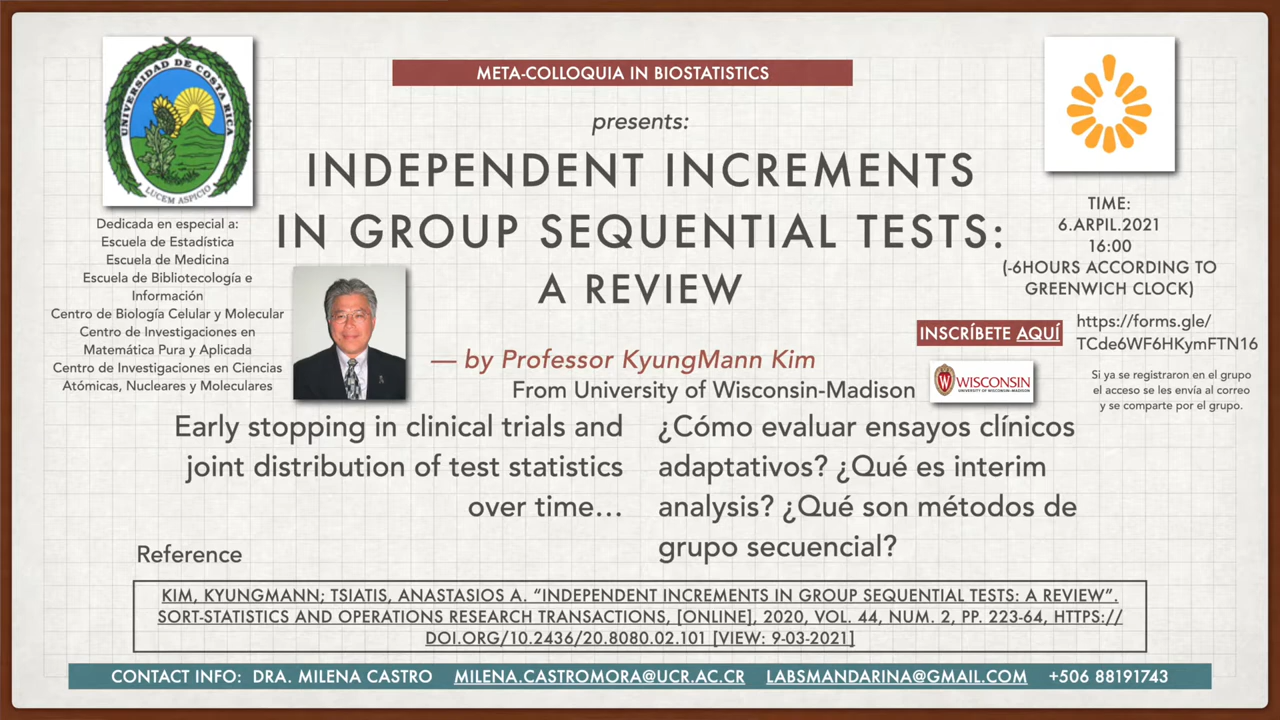 META-COLLOQUIA IN BIOSTATISTICS
presents:
INDEPENDENT INCREMENTS
IN GROUP SEQUENTIAL TESTS:
A REVIEW
UNIVERSIDAD DE COSTA RICA
LUCEM ASPICIO
Dedicada en especial a:
Escuela de Estadística
Escuela de Medicina
Escuela de Bibliotecología e
Información
Centro de Biología Celular y Molecular
Centro de Investigaciones en
Matemática Pura y Aplicada
Centro de Investigaciones en Ciencias
Atómicas, Nucleares y Moleculares
TIME:
6.ARPIL.2021
16:00
(-6HOURS ACCORDING TO
GREENWICH CLOCK)
INSCRÍBETE AQUÍ
https://forms.gle/
TCde6WF6HKymFTN16
Si ya se registraron en el grupo
el acceso se les envía al correo
y se comparte por el grupo.
— by Professor KyungMann Kim
From University of Wisconsin-Madison
WISCONSIN
UNIVERSITY OF WISCONSIN-MADISON
Early stopping in clinical trials and
joint distribution of test statistics
over time…
¿Cómo evaluar ensayos clínicos
adaptativos? ¿Qué es interim
analysis? ¿Qué son métodos de
grupo secuencial?
Reference
KIM, KYUNGMANN; TSIATIS, ANASTASIOS A. “INDEPENDENT INCREMENTS IN GROUP SEQUENTIAL TESTS: A REVIEW”.
SORT-STATISTICS AND OPERATIONS RESEARCH TRANSACTIONS, [ONLINE], 2020, VOL. 44, NUM. 2, PP. 223-64, HTTPS://
DOI.ORG/10.2436/20.8080.02.101 [VIEW: 9-03-2021]
CONTACT INFO: DRA. MILENA CASTRO MILENA.CASTROMORA@UCR.AC.CR LABSMANDARINA@GMAIL.COM +506 88191743